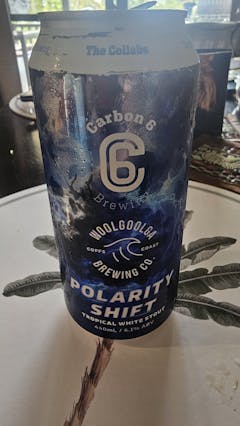 The Collabs
Carbon 6
C6
Brewing
WOOLGOOLGA
COFFS COAST
BREWING CO.
POLARITY
SHIFT
TROPICAL WHITE STOUT
440mL / 6.1% ABV